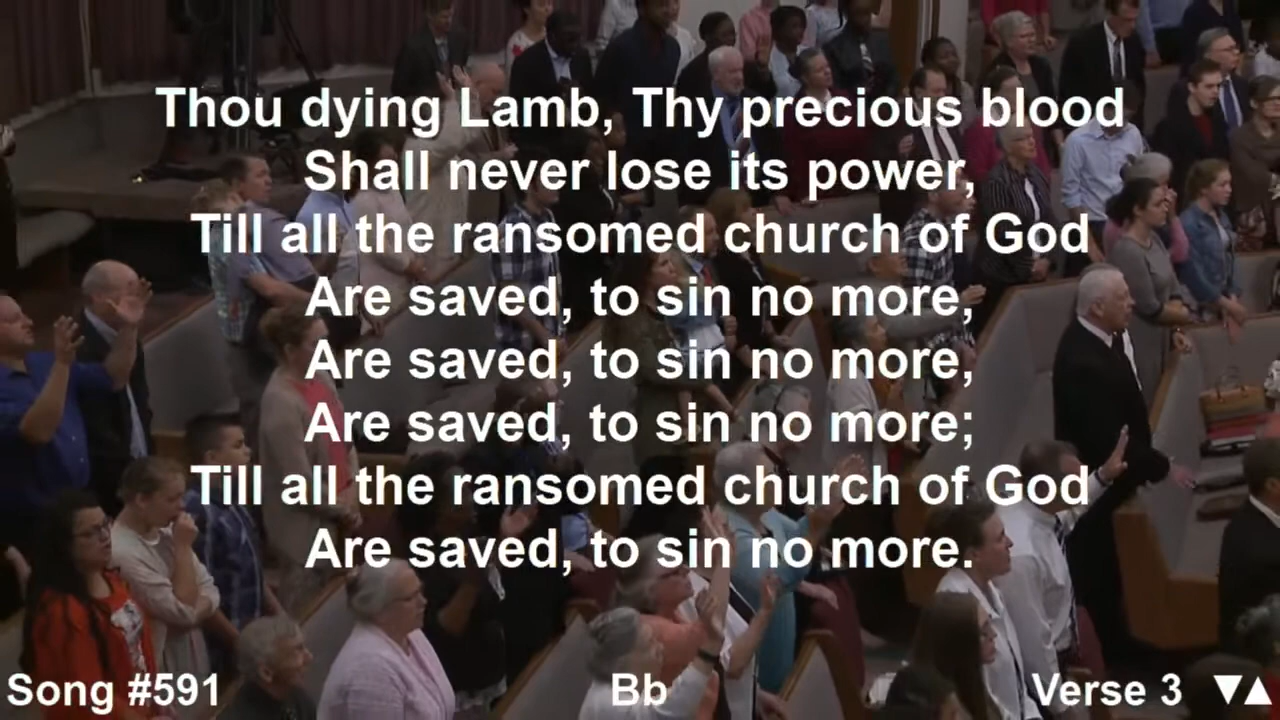 Thou dying Lamb, Thy precious blood
Shall never lose its power,
Till all the ransomed church of God
Are saved, to sin no more,
Are saved, to sin no more,
Are saved, to sin no more;
Till all the ransomed church of God
Are saved, to sin no more.
Song #591 Bb Verse 3 ▼▲